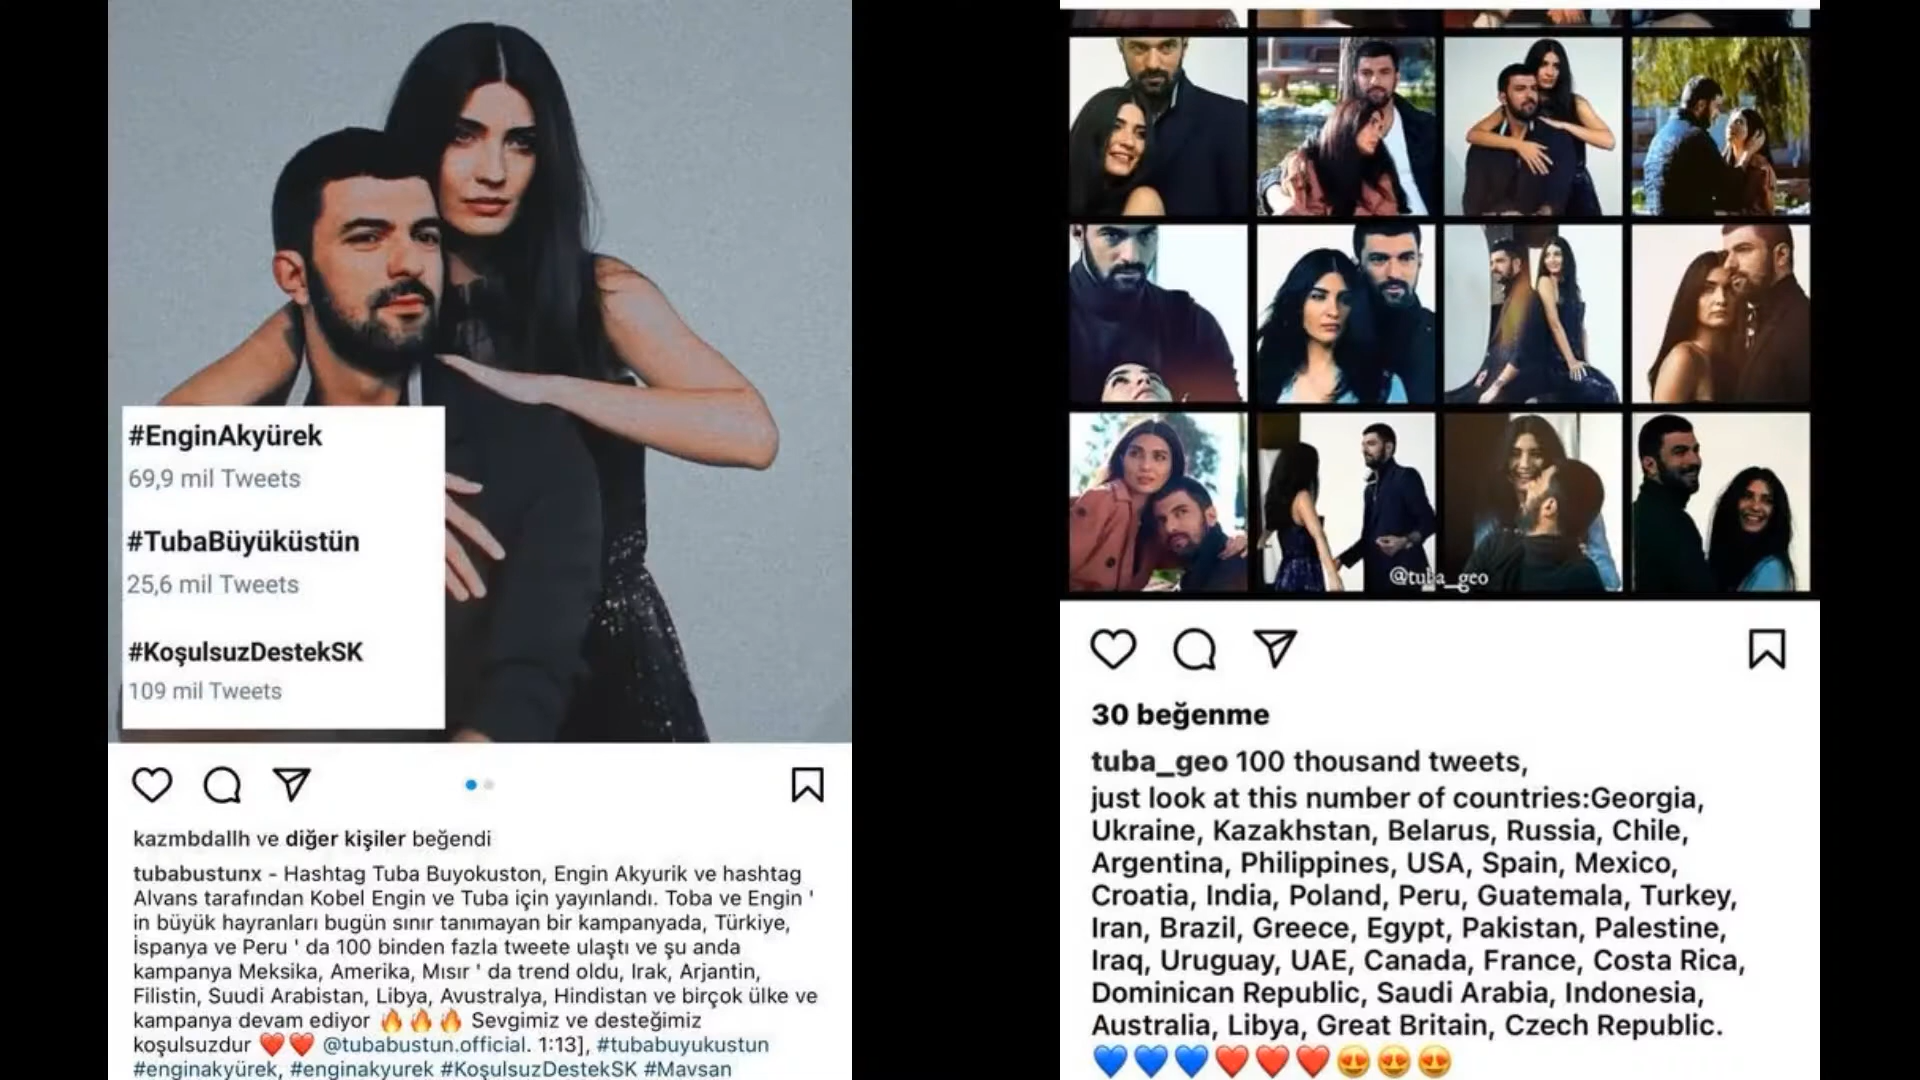 #EnginAkyürek
69,9 mil Tweets
#TubaBüyüküstün
25,6 mil Tweets
#KoşulsuzDestekSK
109 mil Tweets
kazmbdallh ve diğer kişiler beğendi
tubabustunx - Hashtag Tuba Buyokuston, Engin Akyurik ve hashtag
Alvans tarafından Kobel Engin ve Tuba için yayınlandı. Toba ve Engin '
in büyük hayranları bugün sınır tanımayan bir kampanyada, Türkiye,
İspanya ve Peru ' da 100 binden fazla tweete ulaştı ve şu anda
kampanya Meksika, Amerika, Mısır ' da trend oldu, Irak, Arjantin,
Filistin, Suudi Arabistan, Libya, Avustralya, Hindistan ve birçok ülke ve
kampanya devam ediyor 🔥🔥🔥 Sevgimiz ve desteğimiz
koşulsuzdur ❤️❤️ @tubabustun.official. 1:13], #tubabuyukustun
#enginakyürek, #enginakyurek #KoşulsuzDestekSK #Mavsan
@tuba_geo
30 beğenme
tuba_geo 100 thousand tweets,
just look at this number of countries:Georgia,
Ukraine, Kazakhstan, Belarus, Russia, Chile,
Argentina, Philippines, USA, Spain, Mexico,
Croatia, India, Poland, Peru, Guatemala, Turkey,
Iran, Brazil, Greece, Egypt, Pakistan, Palestine,
Iraq, Uruguay, UAE, Canada, France, Costa Rica,
Dominican Republic, Saudi Arabia, Indonesia,
Australia, Libya, Great Britain, Czech Republic.
💙💙💙❤️❤️❤️😍😍😍